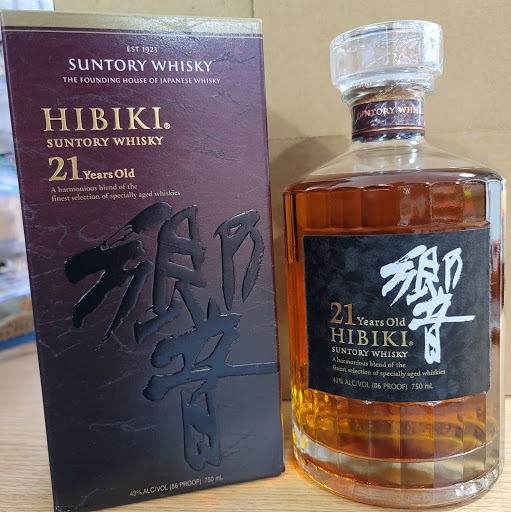 EST 1923
SUNTORY WHISKY
THE FOUNDING HOUSE OF JAPANESE WHISKY
HIBIKI®
SUNTORY WHISKY
21 Years Old
A harmonious blend of the
finest selection of specially aged whiskies
響
43% ALC/VOL (86 PROOF) 750 mL
SUNTORY WHISKY
響
21 Years Old
HIBIKI®
SUNTORY WHISKY
A harmonious blend of the
finest selection of specially aged whiskies
43% ALC/VOL (86 PROOF) 750 mL